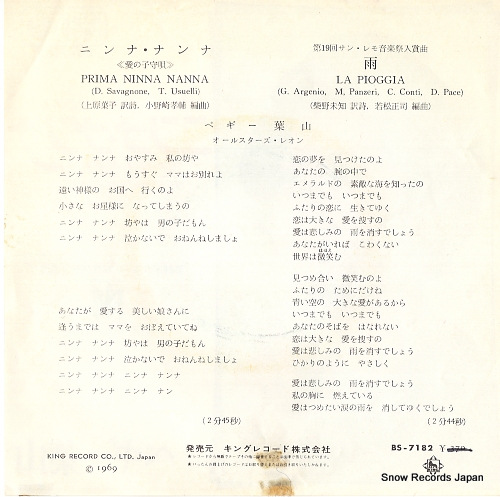 ニンナ・ナンナ
《愛の子守唄》
PRIMA NINNA NANNA
(D. Savagnone, T. Usuelli)
(上原菓子 訳詩, 小野崎孝輔 編曲)
第19回サン・レモ音楽祭入賞曲
雨
LA PIOGGIA
(G. Argenio, M. Panzeri, C. Conti, D. Pace)
(柴野未知 訳詩, 若松正司 編曲)
ペギー葉山
オールスターズ・レオン
ニンナ ナンナ おやすみ 私の坊や
ニンナ ナンナ もうすぐ ママはお別れよ
遠い神様の お国へ 行くのよ
小さな お星様に なってしまうの
ニンナ ナンナ 坊やは 男の子だもん
ニンナ ナンナ 泣かないで おねんねしましょ
あなたが 愛する 美しい娘さんに
逢うまでは ママを おぼえていてね
ニンナ ナンナ 坊やは 男の子だもん
ニンナ ナンナ 泣かないで おねんねしましょ
ニンナ ナンナ ニンナ ナンナ
ニンナ ナンナ ニンナ ナン
(2分45秒)
恋の夢を 見つけたのよ
あなたの 腕の中で
エメラルドの 素敵な海を知ったの
いつまでも いつまでも
ふたりの恋に 生きてゆく
恋は大きな 愛を捜すの
愛は悲しみの 雨を消すでしょう
あなたがいれば こわくない
世界は微笑む
見つめ合い 微笑むのよ
ふたりの ためにだけね
青い空の 大きな愛があるから
いつまでも いつまでも
あなたのそばを はなれない
恋は大きな 愛を捜すの
愛は悲しみの 雨を消すでしょう
ひかりのように やさしく
愛は悲しみの 雨を消すでしょう
私の胸に 燃えている
愛はつめたい涙の雨を 消してゆくでしょう
(2分44秒)
KING RECORD CO., LTD. Japan
© 1969
発売元 キングレコード株式会社
BS-7182 ¥370
Snow Records Japan